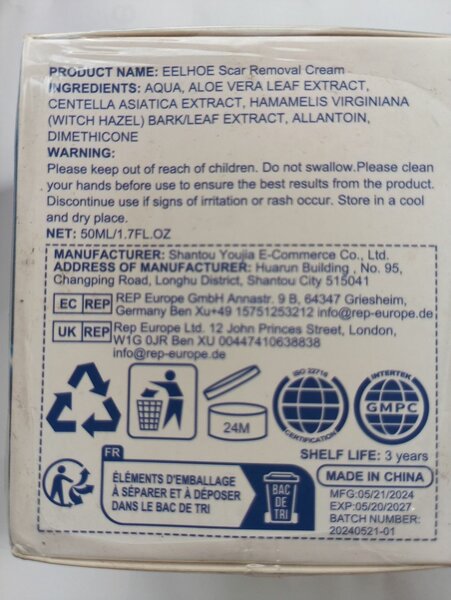 PRODUCT NAME: EELHOE Scar Removal Cream
INGREDIENTS: AQUA, ALOE VERA LEAF EXTRACT,
CENTELLA ASIATICA EXTRACT, HAMAMELIS VIRGINIANA
(WITCH HAZEL) BARK/LEAF EXTRACT, ALLANTOIN,
DIMETHICONE
WARNING:
Please keep out of reach of children. Do not swallow.Please clean
your hands before use to ensure the best results from the product.
Discontinue use if signs of irritation or rash occur. Store in a cool
and dry place.
NET: 50ML/1.7FL.OZ
MANUFACTURER: Shantou Youjia E-Commerce Co., Ltd.
ADDRESS OF MANUFACTURER: Huarun Building , No. 95,
Changping Road, Longhu District, Shantou City 515041
EC REP REP Europe GmbH Annastr. 9 B, 64347 Griesheim,
Germany Ben Xu+49 15751253212 info@rep-europe.de
UK REP Rep Europe Ltd. 12 John Princes Street, London,
W1G 0JR Ben XU 00447410638838
info@rep-europe.de
24M
ISO 22716
CERTIFICATION
INTERTEK
GMPC
SHELF LIFE: 3 years
FR
ÉLÉMENTS D'EMBALLAGE
À SÉPARER ET À DÉPOSER
DANS LE BAC DE TRI
BAC
DE
TRI
MADE IN CHINA
MFG:05/21/2024
EXP:05/20/2027
BATCH NUMBER:
20240521-01